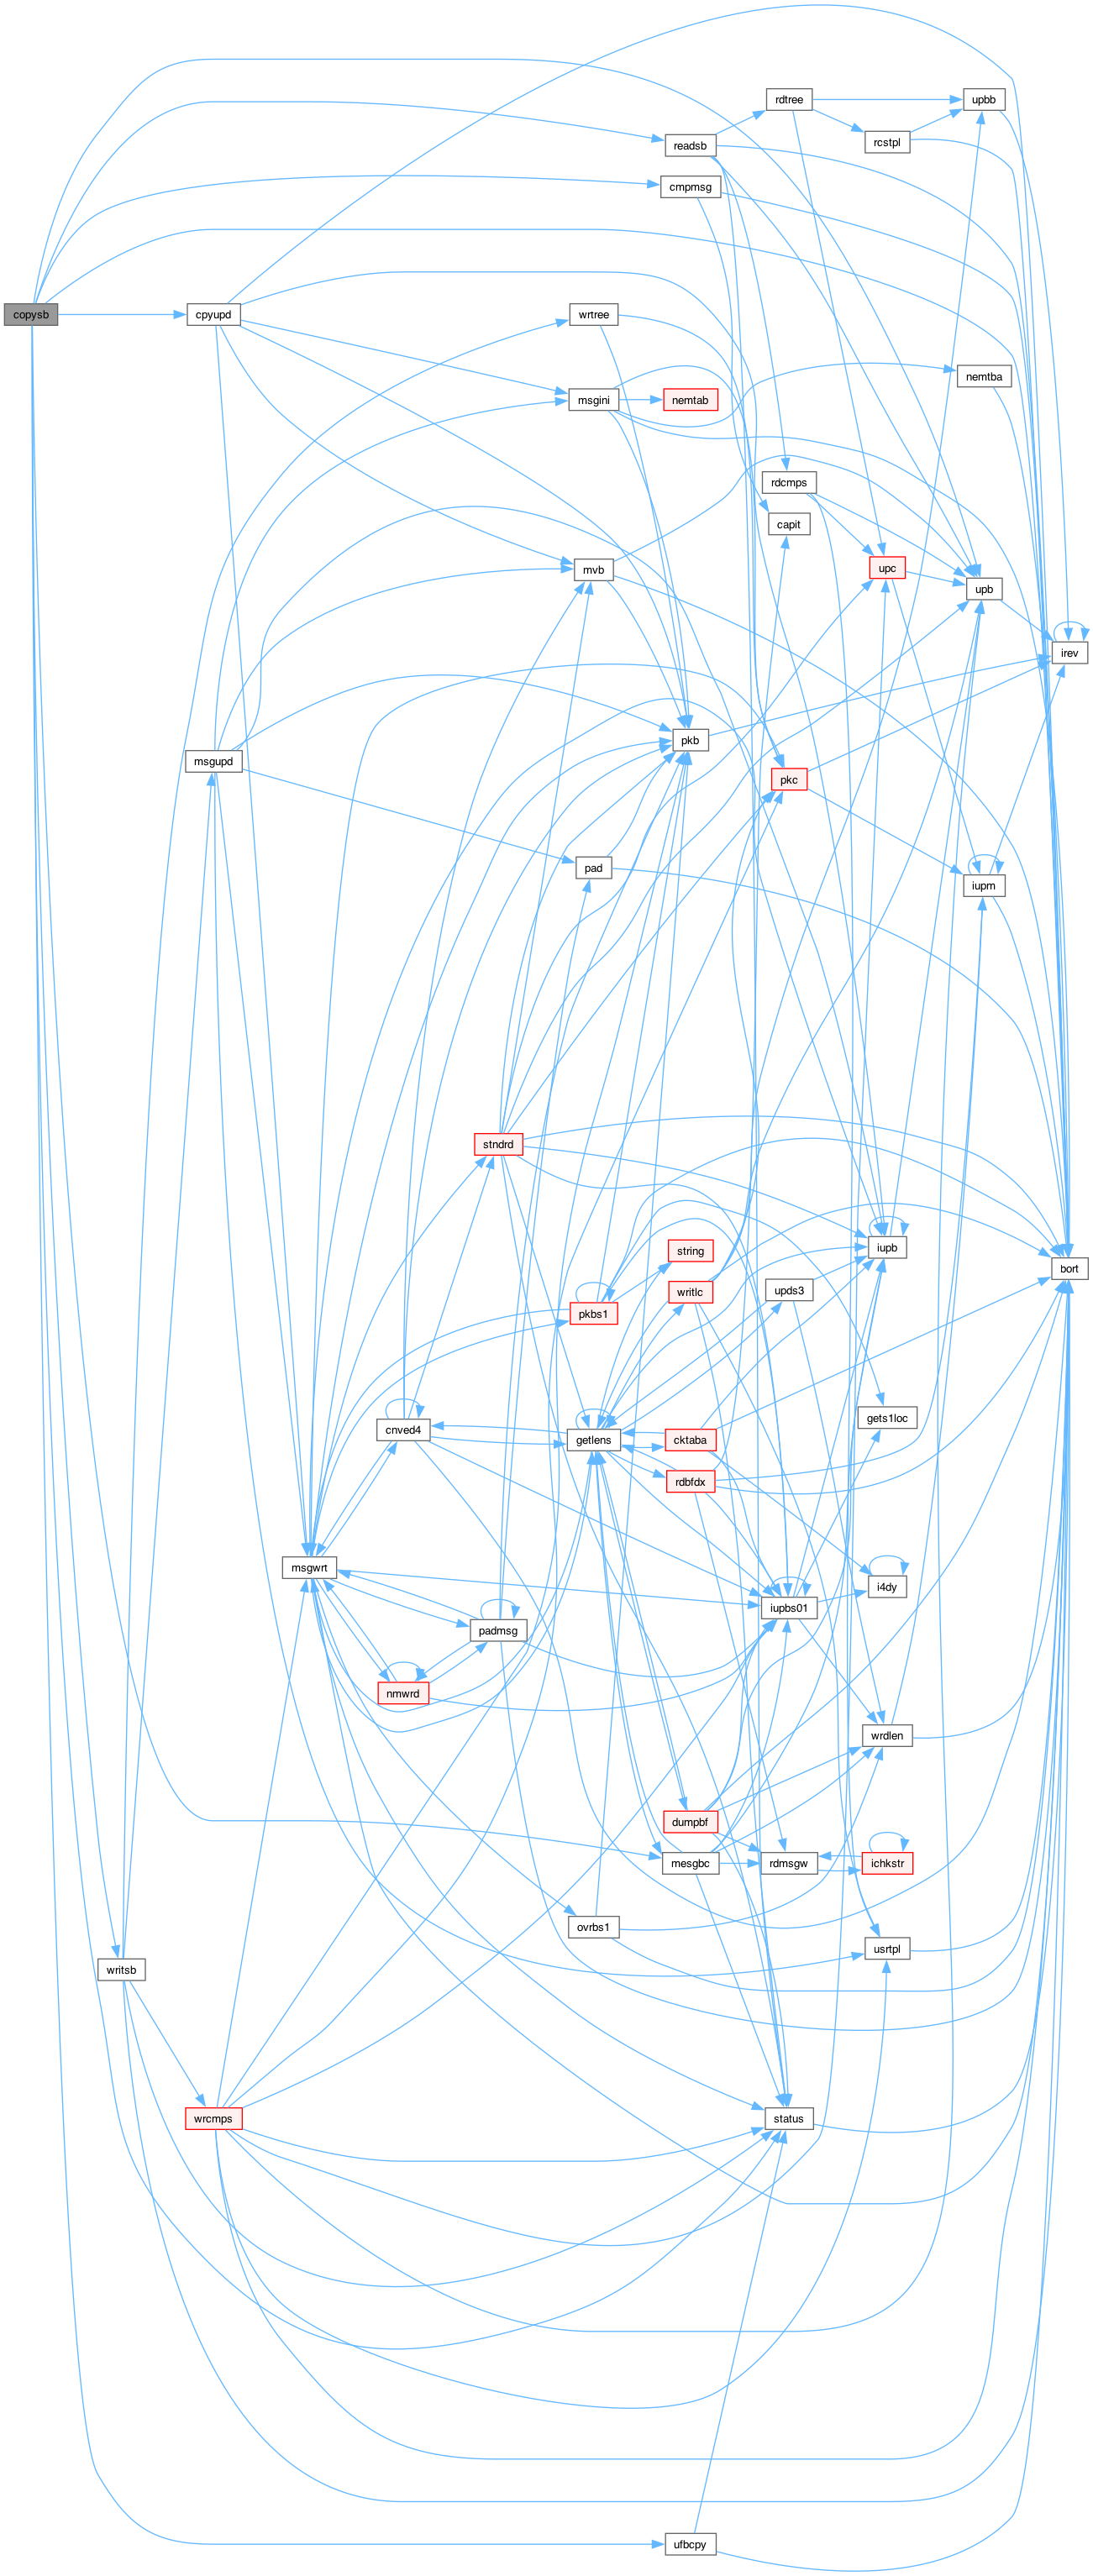 rdtree
upbb
readsb
rcstpl
cmpmsg
copysb
cpyupd
wrtree
nemtba
msgini
nemtab
rdcmps
capit
mvb
upc
upb
irev
pkb
msgupd
pkc
pad
iupm
stndrd
iupb
string
bort
writlc
upds3
pkbs1
gets1loc
cnved4
getlens
cktaba
rdbfdx
msgwrt
i4dy
iupbs01
padmsg
nmwrd
wrdlen
dumpbf
mesgbc
rdmsgw
ichkstr
ovrbs1
usrtpl
writsb
wrcmps
status
ufbcpy